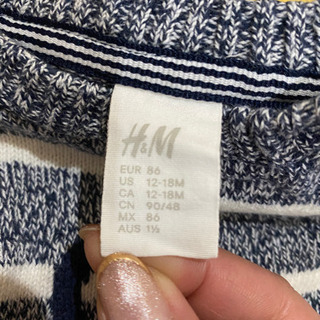 H&M
EUR 86
US 12-18M
CA 12-18M
CN 90/48
MX 86
AUS 1½